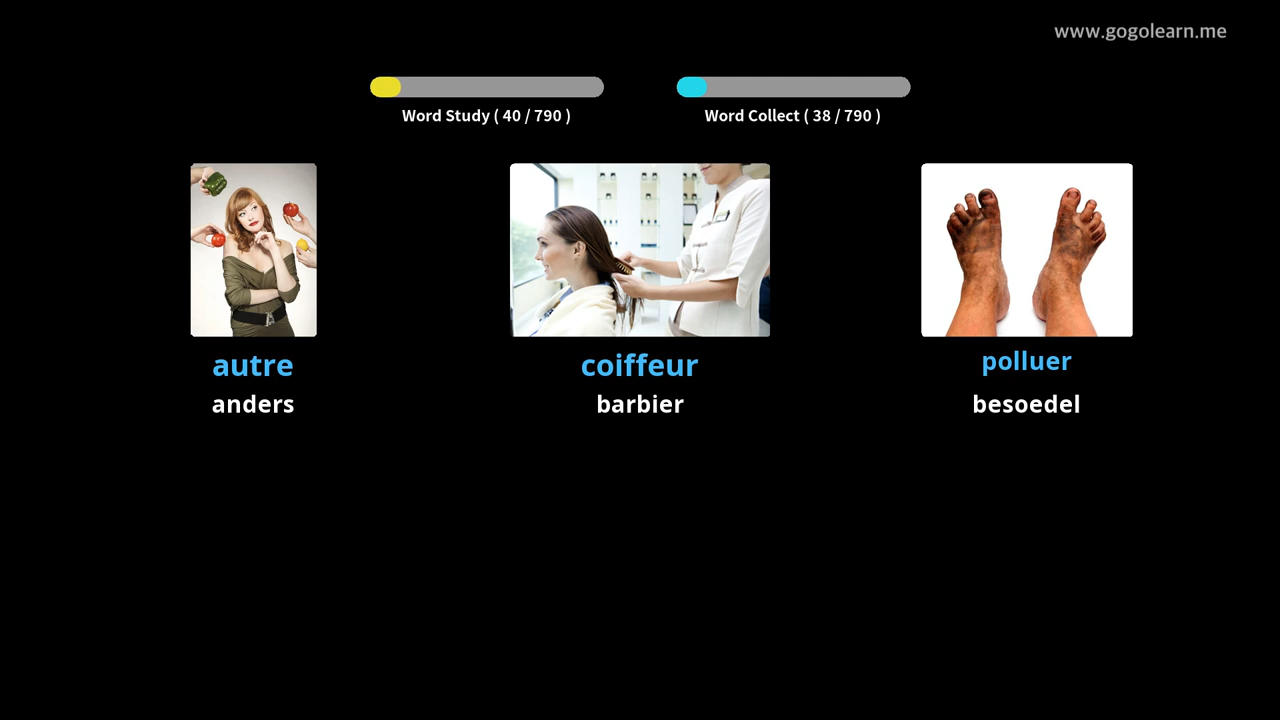 www.gogolearn.me
Word Study ( 40 / 790 )
Word Collect ( 38 / 790 )
autre
anders
coiffeur
barbier
polluer
besoedel